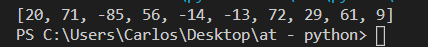 [20, 71, -85, 56, -14, -13, 72, 29, 61, 9]
PS C:\Users\Carlos\Desktop\at - python>